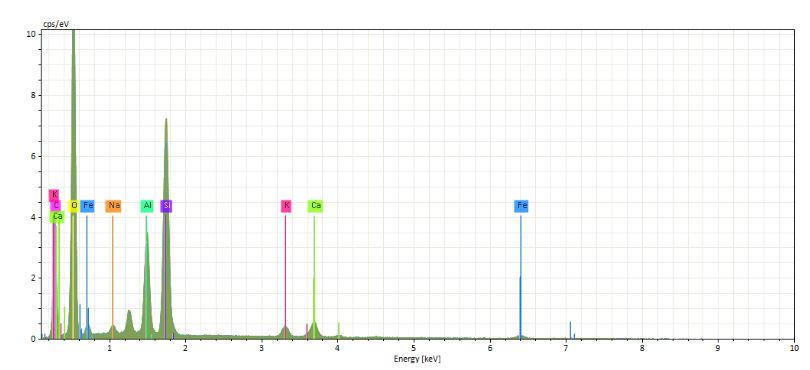 cps/eV
10
8
K
C O Fe Na Al Si K Ca Fe
Ca
6
4
2
0
1 2 3 4 5 6 7 8 9 10
Energy [keV]